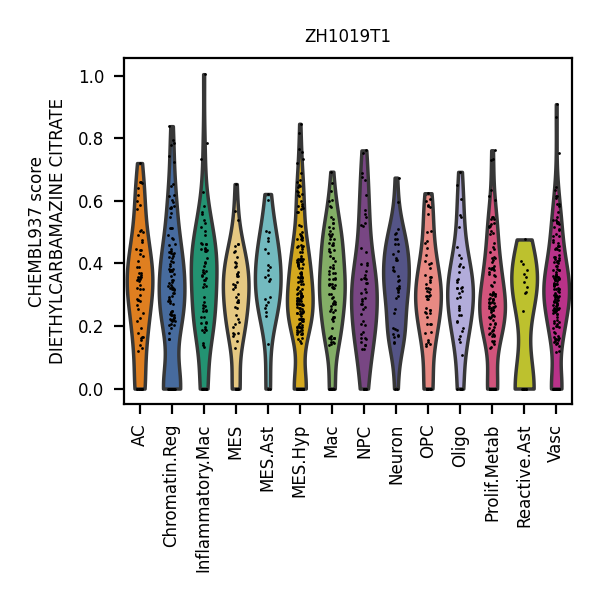 ZH1019T1
CHEMBL937 score
DIETHYLCARBAMAZINE CITRATE
1.0
0.8
0.6
0.4
0.2
0.0
AC
Chromatin.Reg
Inflammatory.Mac
MES
MES.Ast
MES.Hyp
Mac
NPC
Neuron
OPC
Oligo
Prolif.Metab
Reactive.Ast
Vasc